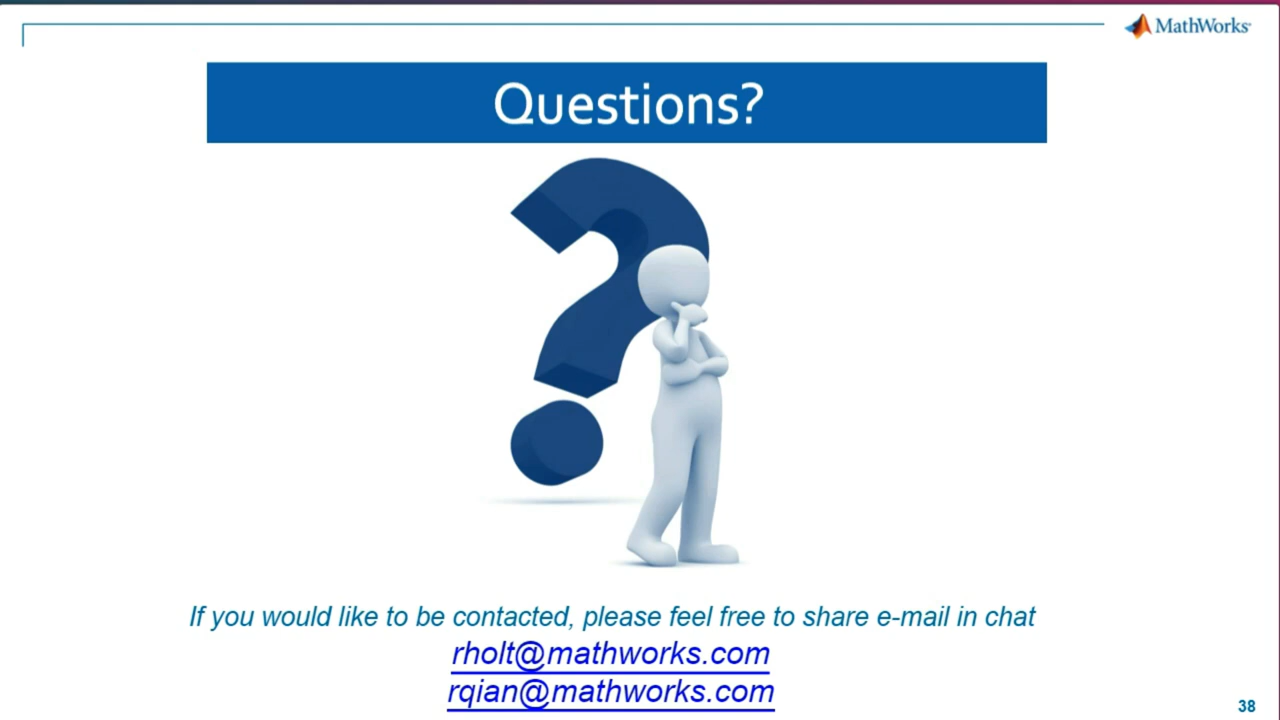 MathWorks
Questions?
If you would like to be contacted, please feel free to share e-mail in chat
rholt@mathworks.com
rqian@mathworks.com
38